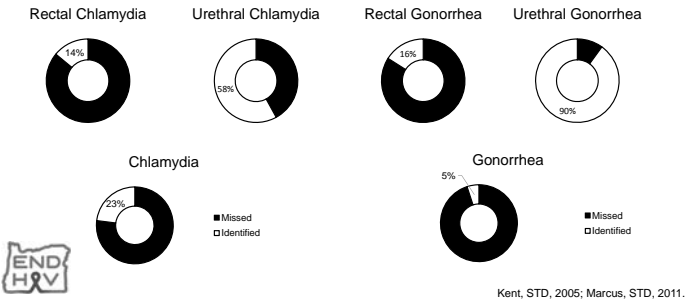 Rectal Chlamydia
Urethral Chlamydia
Rectal Gonorrhea
Urethral Gonorrhea
14%
58%
16%
90%
Chlamydia
Gonorrhea
23%
5%
Missed
Identified
Missed
Identified
END
HIV
Kent, STD, 2005; Marcus, STD, 2011.